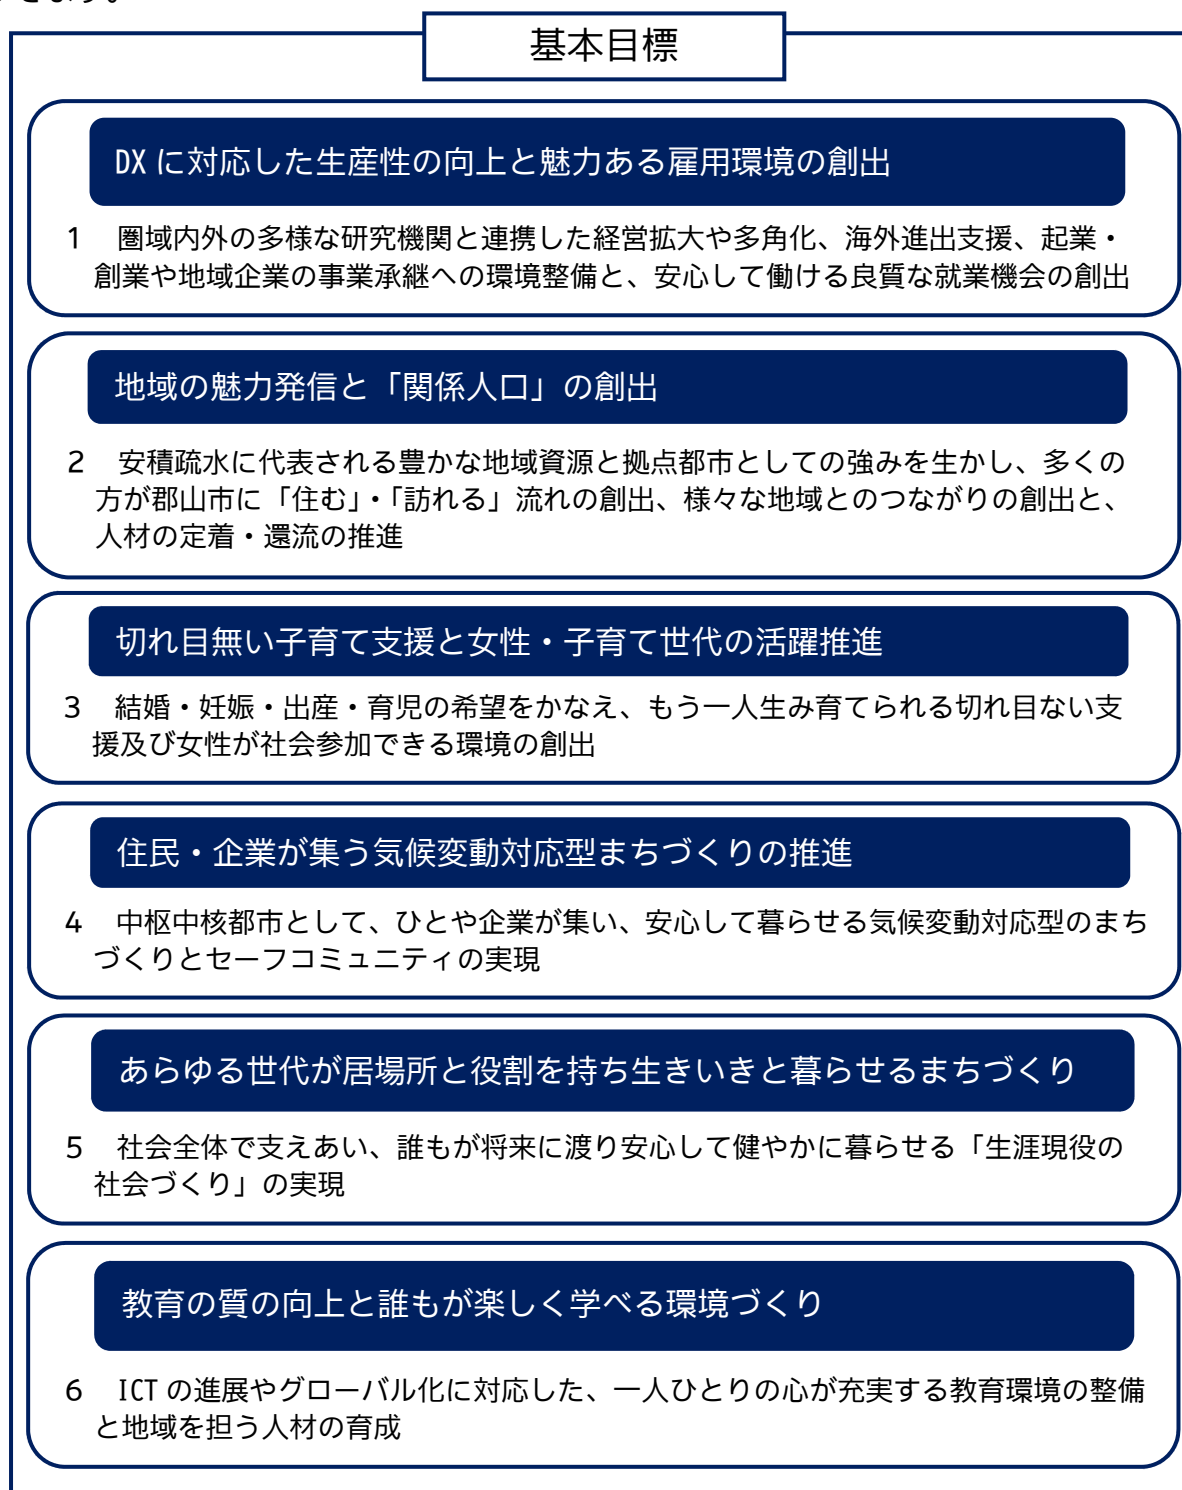 基本目標
DXに対応した生産性の向上と魅力ある雇用環境の創出
1　圏域内外の多様な研究機関と連携した経営拡大や多角化、海外進出支援、起業・
創業や地域企業の事業承継への環境整備と、安心して働ける良質な就業機会の創出
地域の魅力発信と「関係人口」の創出
2　安積疏水に代表される豊かな地域資源と拠点都市としての強みを生かし、多くの
方が郡山市に「住む」・「訪れる」流れの創出、様々な地域とのつながりの創出と、
人材の定着・還流の推進
切れ目無い子育て支援と女性・子育て世代の活躍推進
3　結婚・妊娠・出産・育児の希望をかなえ、もう一人生み育てられる切れ目ない支
援及び女性が社会参加できる環境の創出
住民・企業が集う気候変動対応型まちづくりの推進
4　中枢中核都市として、ひとや企業が集い、安心して暮らせる気候変動対応型のまち
づくりとセーフコミュニティの実現
あらゆる世代が居場所と役割を持ち生きいきと暮らせるまちづくり
5　社会全体で支えあい、誰もが将来に渡り安心して健やかに暮らせる「生涯現役の
社会づくり」の実現
教育の質の向上と誰もが楽しく学べる環境づくり
6　ICTの進展やグローバル化に対応した、一人ひとりの心が充実する教育環境の整備
と地域を担う人材の育成